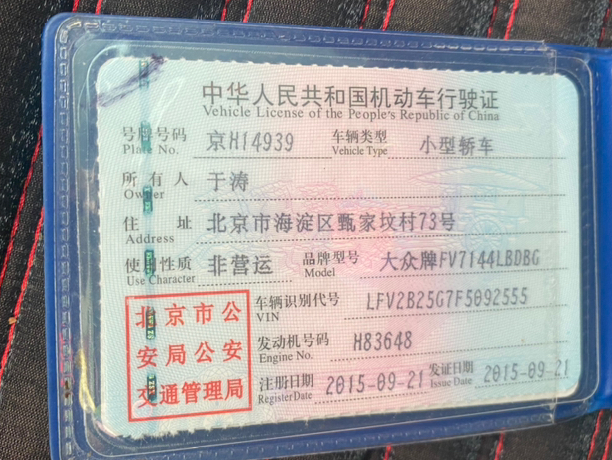 中华人民共和国机动车行驶证
Vehicle License of the People's Republic of China
号牌号码 京H14939 车辆类型 小型轿车
Plate No. Vehicle Type
所有人 于涛
Owner
住址 北京市海淀区甄家坟村73号
Address
使用性质 非营运 品牌型号 大众牌FV7144LBDBG
Use Character Model
车辆识别代号 LFV2B25G7F5092555
VIN
北京市公
安局公安
交通管理局
发动机号码 H83648
Engine No.
注册日期 2015-09-21 发证日期 2015-09-21
Register Date Issue Date